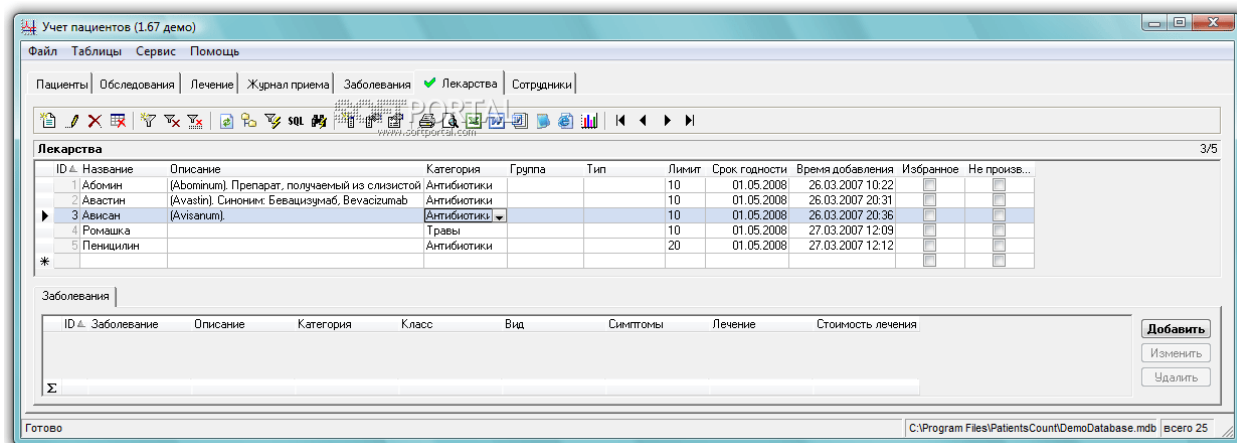 Учет пациентов (1.67 демо)
Файл Таблицы Сервис Помощь
Пациенты Обследования Лечение Журнал приема Заболевания Лекарства Сотрудники
SQL
SOFTPORTAL
www.softportal.com
Лекарства 3/5
ID Название Описание Категория Группа Тип Лимит Срок годности Время добавления Избранное Не произв...
1 Абомин (Abominum). Препарат, получаемый из слизистой Антибиотики 10 01.05.2008 26.03.2007 10:22
2 Авастин (Avastin). Синоним: Бевацизумаб, Bevacizumab Антибиотики 10 01.05.2008 26.03.2007 20:31
3 Ависан (Avisanum). Антибиотики 10 01.05.2008 26.03.2007 20:36
4 Ромашка Травы 10 01.05.2008 27.03.2007 12:09
5 Пеницилин Антибиотики 20 01.05.2008 27.03.2007 12:12
Заболевания
ID Заболевание Описание Категория Класс Вид Симптомы Лечение Стоимость лечения
Добавить
Изменить
Удалить
Σ
Готово C:\Program Files\PatientsCount\DemoDatabase.mdb всего 25